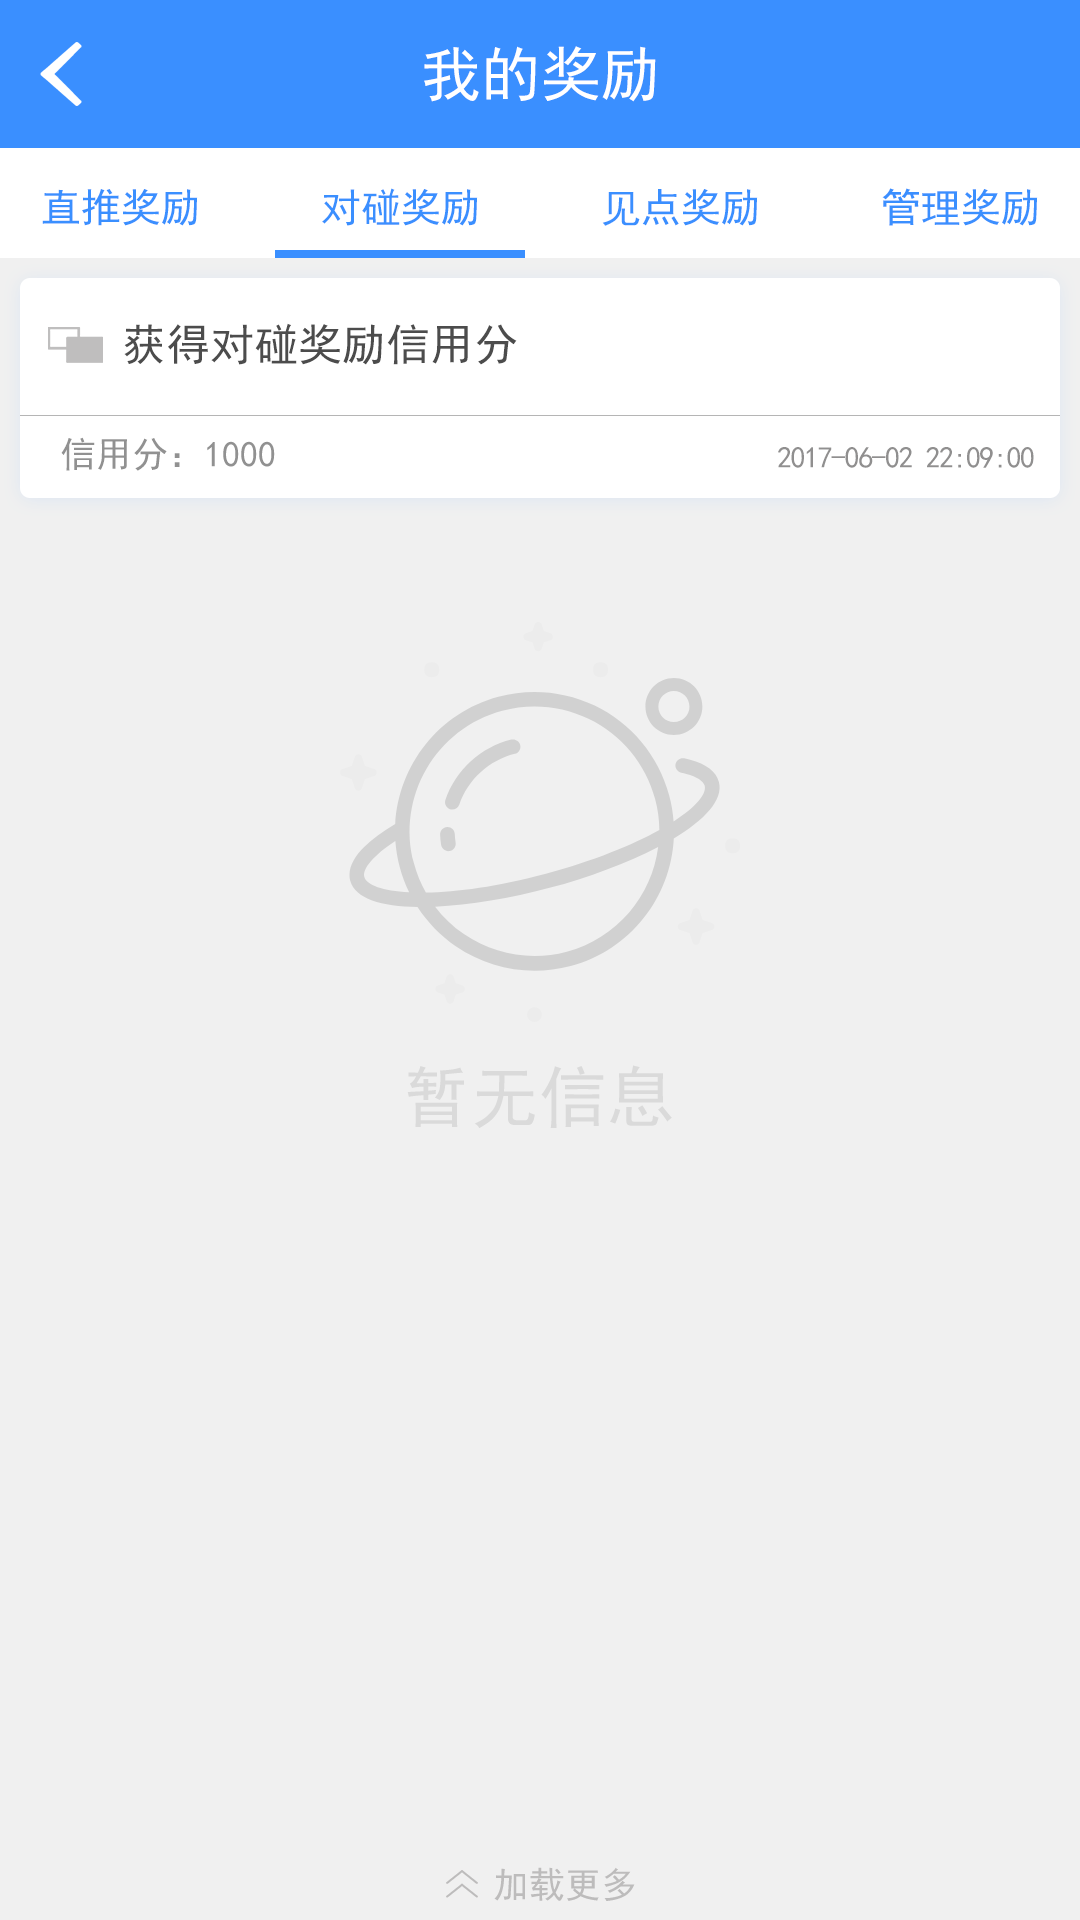 我的奖励
直推奖励 对碰奖励 见点奖励 管理奖励
获得对碰奖励信用分
信用分：1000 2017-06-02 22:09:00
暂无信息
加载更多